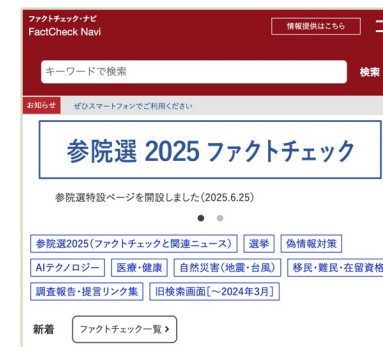 ファクトチェック・ナビ
FactCheck Navi
情報提供はこちら
キーワードで検索
検索
お知らせ
ぜひスマートフォンでご利用ください
参院選 2025 ファクトチェック
参院選特設ページを開設しました(2025.6.25)
参院選2025(ファクトチェックと関連ニュース) 選挙 偽情報対策
AIテクノロジー 医療・健康 自然災害(地震・台風) 移民・難民・在留資格
調査報告・提言リンク集 旧検索画面[~2024年3月]
新着 ファクトチェック一覧